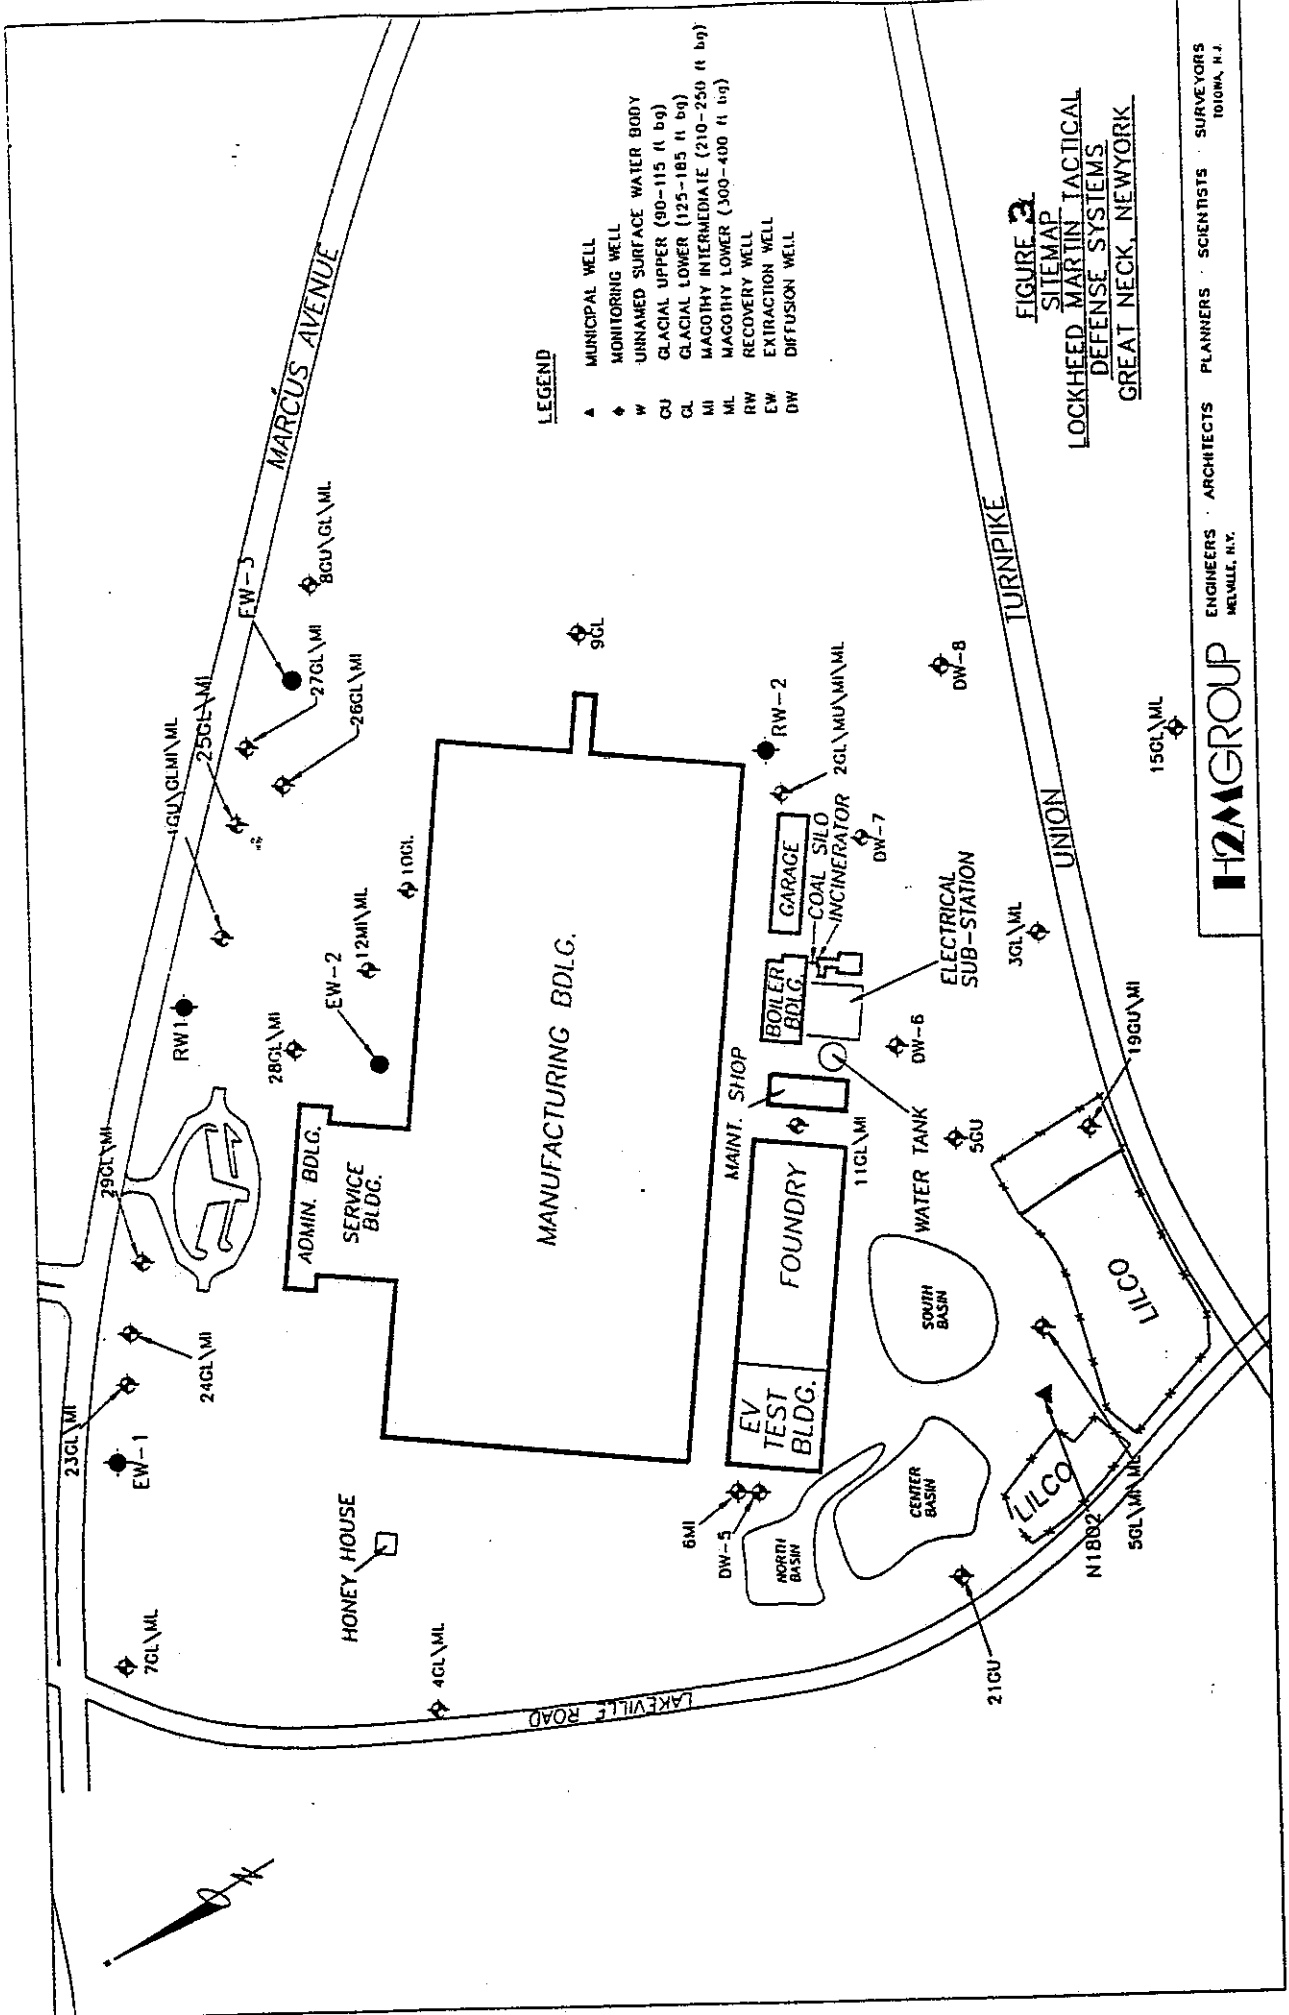 MARCUS AVENUE
LEGEND
▲ MUNICIPAL WELL
MONITORING WELL
W UNNAMED SURFACE WATER BODY
GU GLACIAL UPPER (90-115 ft bg)
GL GLACIAL LOWER (125-185 ft bg)
MI MAGOTHY INTERMEDIATE (210-250 ft bg)
ML MAGOTHY LOWER (300-400 ft bg)
RW RECOVERY WELL
EW EXTRACTION WELL
DW DIFFUSION WELL
7GL\ML
23GL\MI
EW-1
24GL\MI
29GL\MI
RW1
28GL\MI
EW-2
12MI\ML
10GL
1GU\GLMI\ML
25GL\MI
26GL\MI
27GL\MI
EW-3
8GU\GL\ML
9GL
4GL\ML
HONEY HOUSE
ADMIN. BDLG.
SERVICE
BLDG.
MANUFACTURING BDLG.
RW-2
2GL\MU\MI\ML
6MI
DW-5
EV
TEST
BLDG.
FOUNDRY
MAINT. SHOP
11GL\MI
BOILER
BDLG.
GARAGE
COAL SILO
INCINERATOR
DW-7
ELECTRICAL
SUB-STATION
WATER TANK
DW-6
5GU
DW-8
NORTH
BASIN
CENTER
BASIN
SOUTH
BASIN
LILCO
LILCO
N1802
5GL\MI\ML
21GU
19GU\MI
3GL\ML
15GL\ML
LAKEVILLE ROAD
UNION TURNPIKE
N
FIGURE 3
SITEMAP
LOCKHEED MARTIN TACTICAL
DEFENSE SYSTEMS
GREAT NECK, NEWYORK
H2MGROUP
ENGINEERS · ARCHITECTS PLANNERS · SCIENTISTS · SURVEYORS
MELVILLE, N.Y. TOTOWA, N.J.